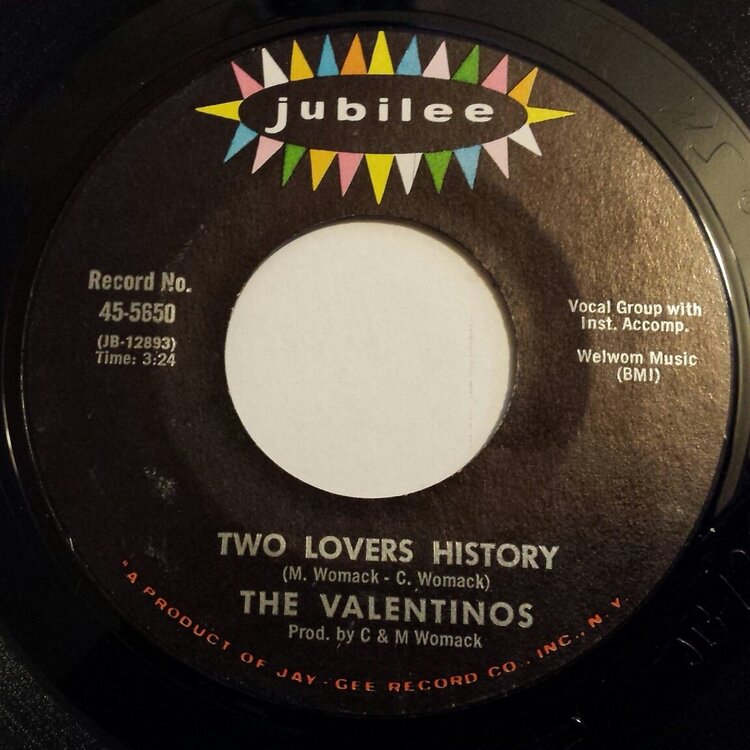 jubilee
Record No.
45-5650
(JB-12893)
Time: 3:24
Vocal Group with
Inst. Accomp.
Welwom Music
(BMI)
TWO LOVERS HISTORY
(M. Womack - C. Womack)
THE VALENTINOS
Prod. by C & M Womack
"A PRODUCT OF JAY-GEE RECORD CO., INC., N. Y.